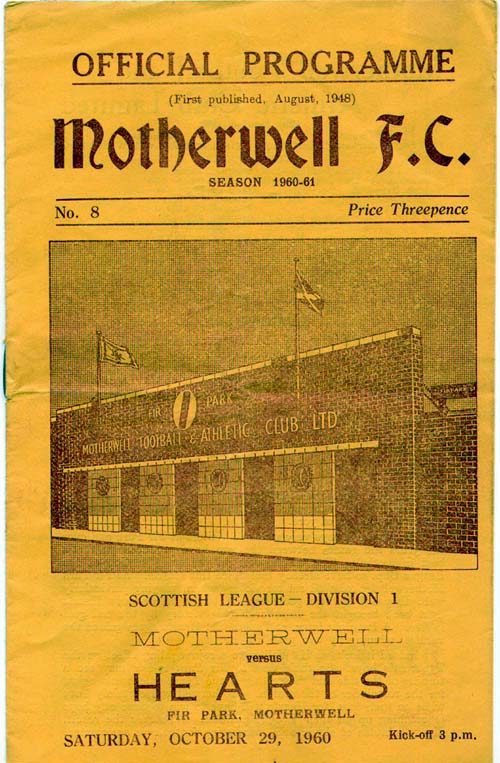 OFFICIAL PROGRAMME
(First published, August, 1948)
Motherwell F.C.
SEASON 1960-61
No. 8
Price Threepence
FIR PARK
MOTHERWELL FOOTBALL & ATHLETIC CLUB LTD
SCOTTISH LEAGUE — DIVISION 1
MOTHERWELL
versus
HEARTS
FIR PARK, MOTHERWELL
SATURDAY, OCTOBER 29, 1960
Kick-off 3 p.m.